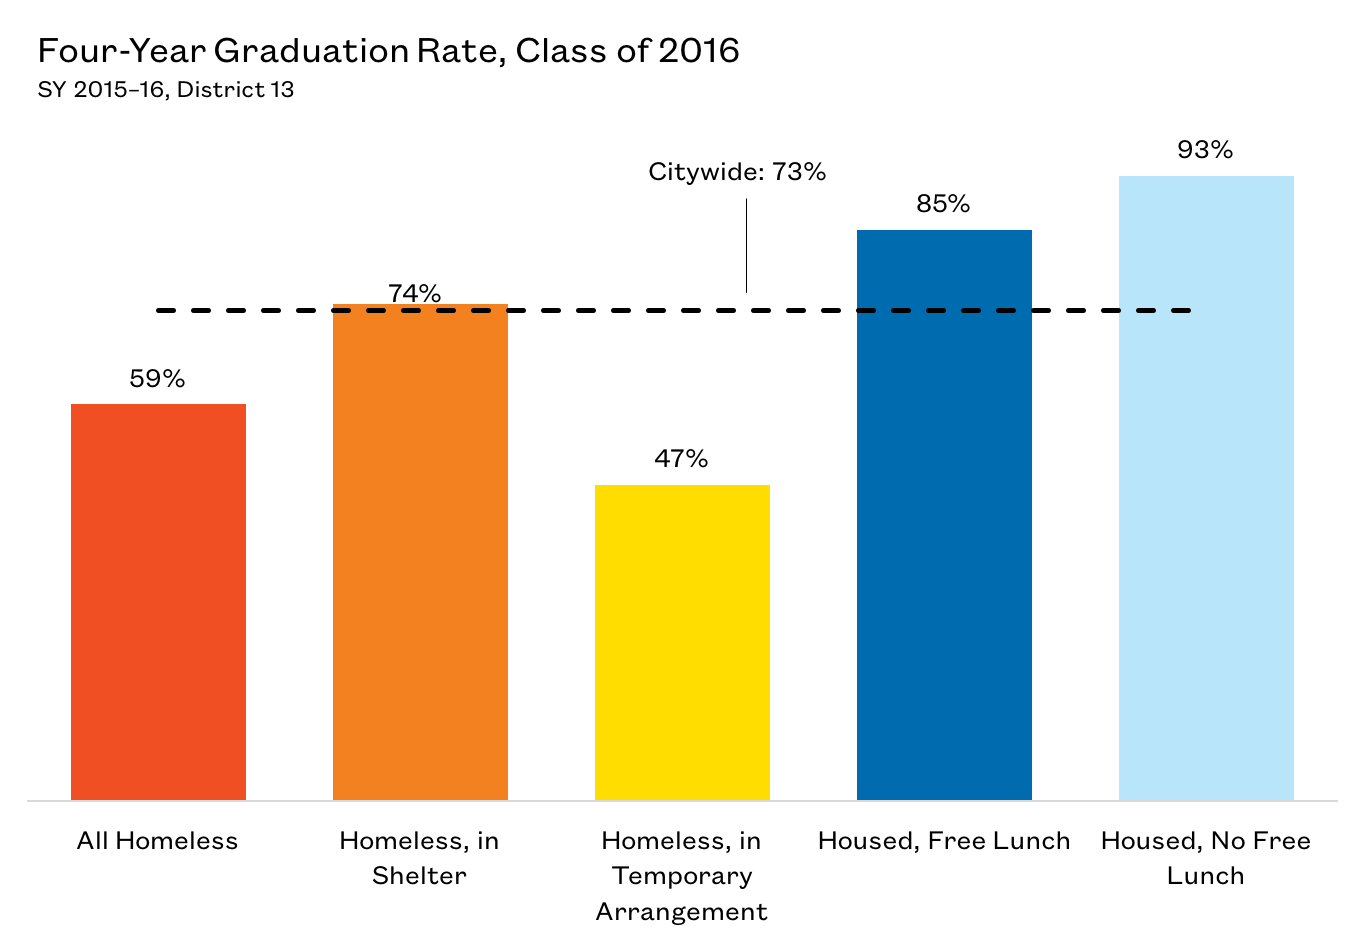 Four-Year Graduation Rate, Class of 2016
SY 2015–16, District 13
93%
Citywide: 73%
85%
74%
59%
47%
All Homeless
Homeless, in
Shelter
Homeless, in
Temporary
Arrangement
Housed, Free Lunch
Housed, No Free
Lunch